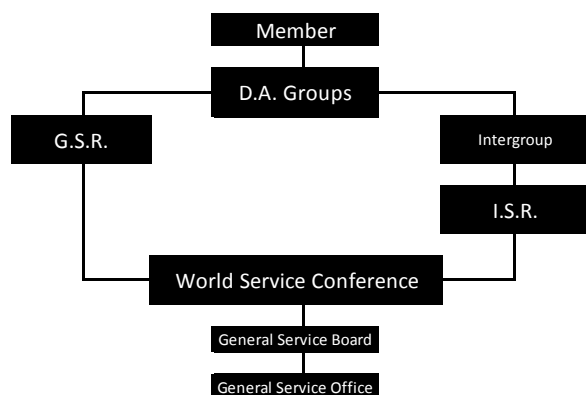 Member
D.A. Groups
G.S.R.
Intergroup
I.S.R.
World Service Conference
General Service Board
General Service Office